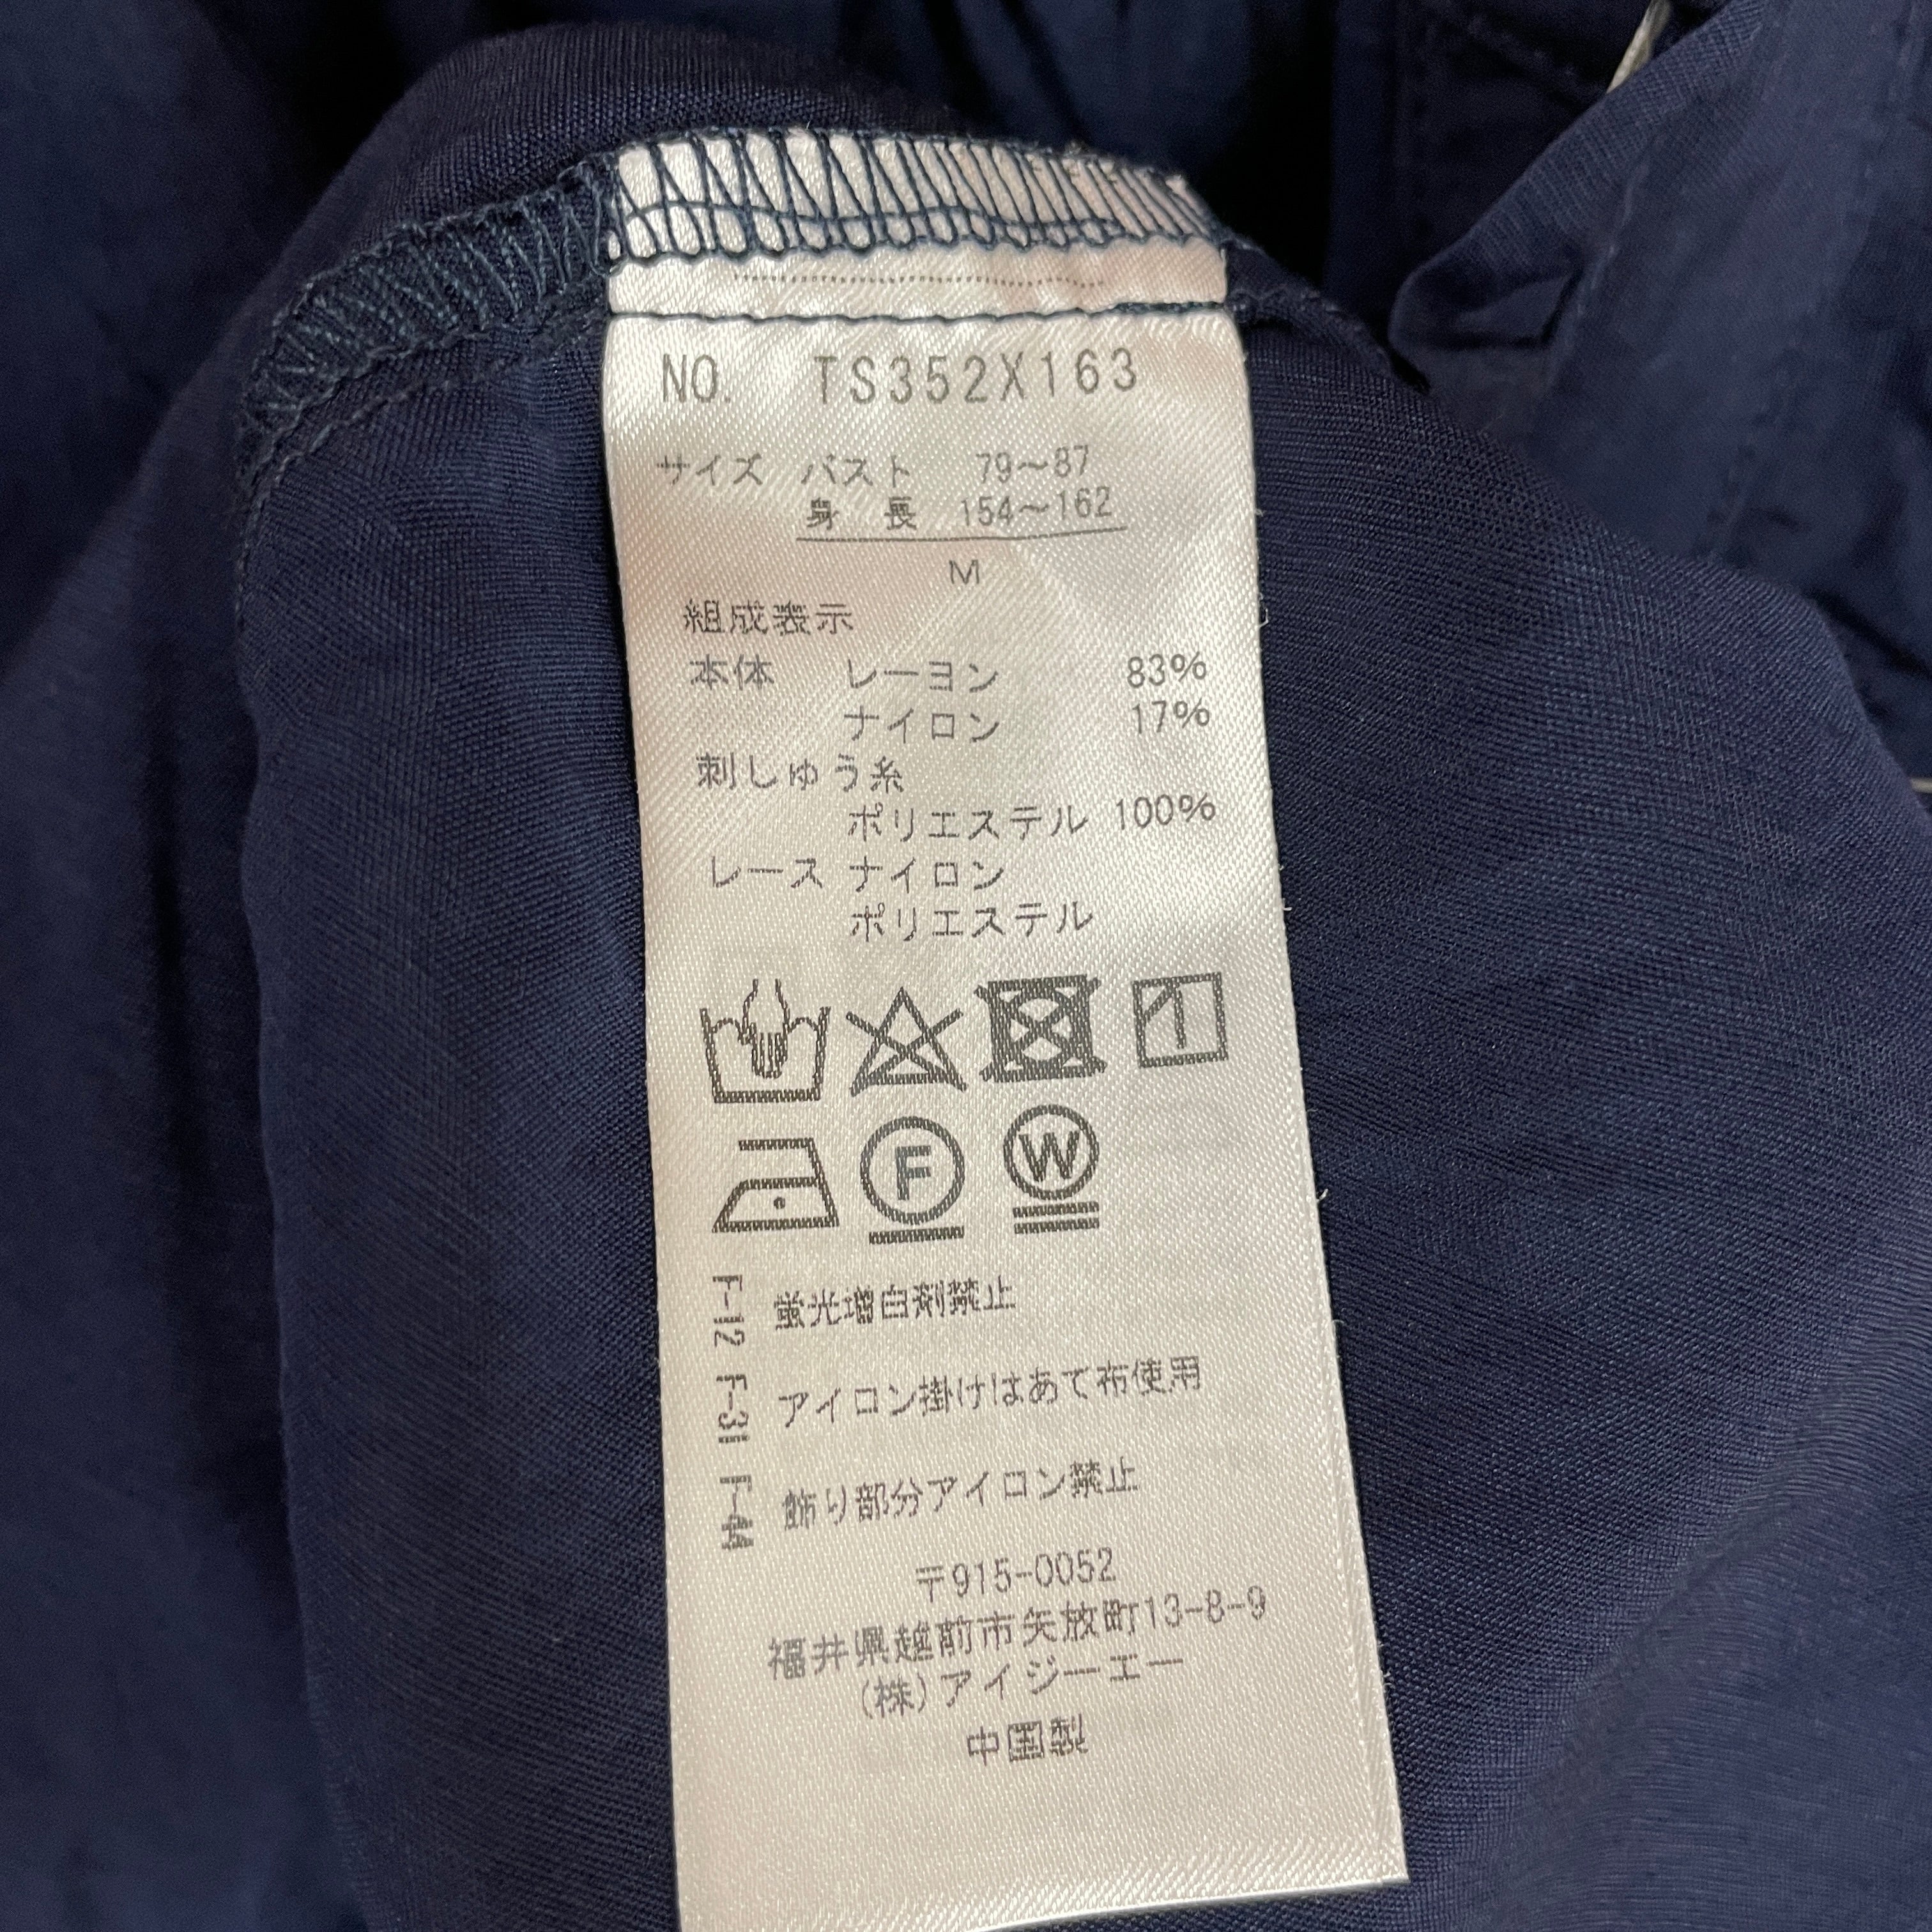 NO. TS352X163
サイズ バスト 79～87
身長 154～162
M
組成表示
本体 レーヨン 83%
ナイロン 17%
刺しゅう糸
ポリエステル 100%
レース ナイロン
ポリエステル
F
W
F-12 蛍光増白剤禁止
F-31 アイロン掛けはあて布使用
F-44 飾り部分アイロン禁止
〒915-0052
福井県越前市矢放町13-8-9
(株)アイジーエー
中国製